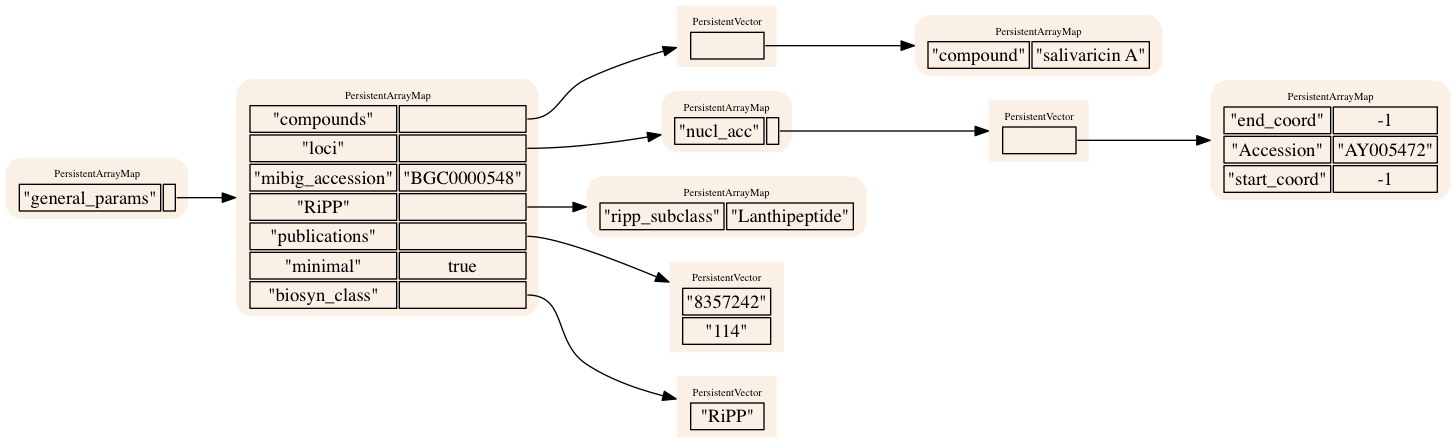 PersistentArrayMap
"general_params"
PersistentArrayMap
"compounds"
"loci"
"mibig_accession" "BGC0000548"
"RiPP"
"publications"
"minimal" true
"biosyn_class"
PersistentVector
PersistentArrayMap
"compound" "salivaricin A"
PersistentArrayMap
"nucl_acc"
PersistentVector
PersistentArrayMap
"end_coord" -1
"Accession" "AY005472"
"start_coord" -1
PersistentArrayMap
"ripp_subclass" "Lanthipeptide"
PersistentVector
"8357242"
"114"
PersistentVector
"RiPP"